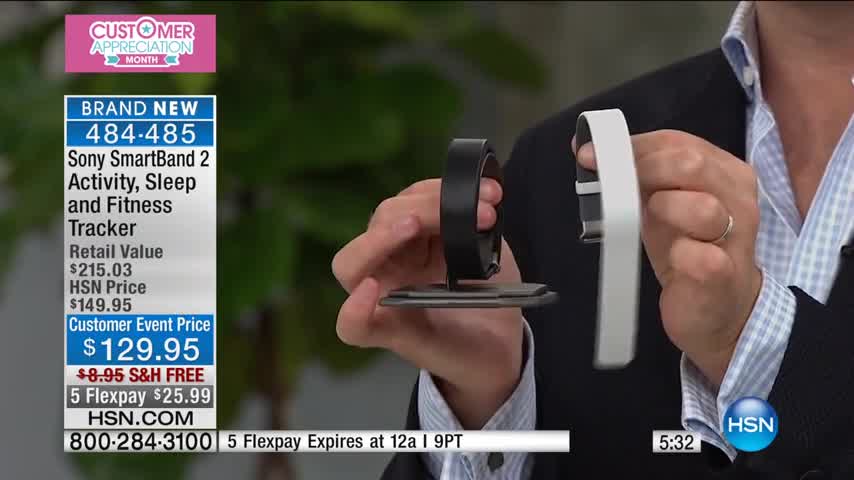 CUSTOMER
APPRECIATION
MONTH
BRAND NEW
484-485
Sony SmartBand 2
Activity, Sleep
and Fitness
Tracker
Retail Value
$215.03
HSN Price
$149.95
Customer Event Price
$129.95
$8.95 S&H FREE
5 Flexpay $25.99
HSN.COM
800-284-3100
5 Flexpay Expires at 12a | 9PT
5:32
HSN